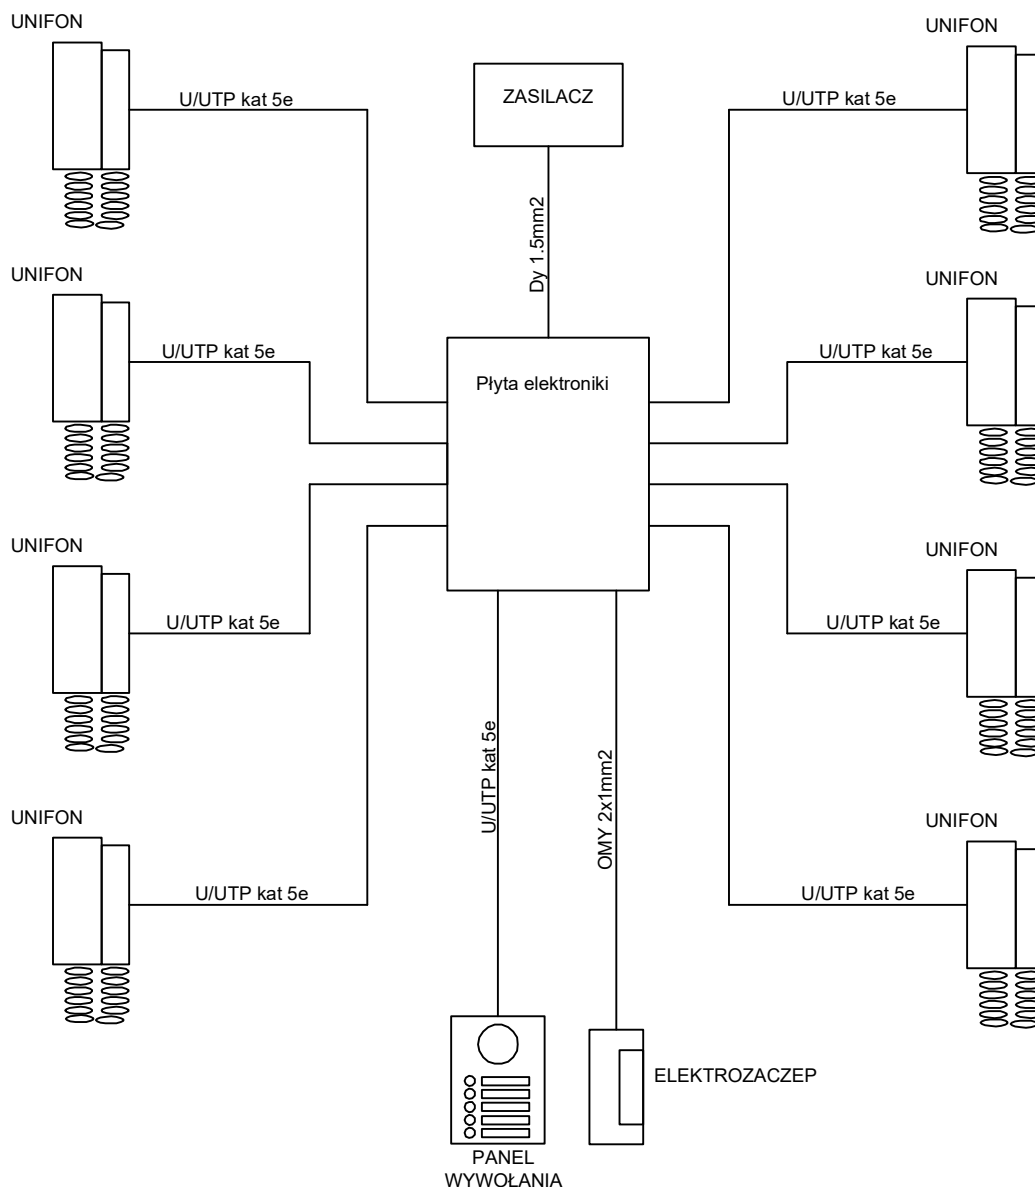 UNIFON
UNIFON
ZASILACZ
U/UTP kat 5e
U/UTP kat 5e
Dy 1.5mm2
UNIFON
UNIFON
U/UTP kat 5e
U/UTP kat 5e
Płyta elektroniki
UNIFON
UNIFON
U/UTP kat 5e
U/UTP kat 5e
U/UTP kat 5e
OMY 2x1mm2
UNIFON
UNIFON
U/UTP kat 5e
U/UTP kat 5e
ELEKTROZACZEP
PANEL
WYWOŁANIA